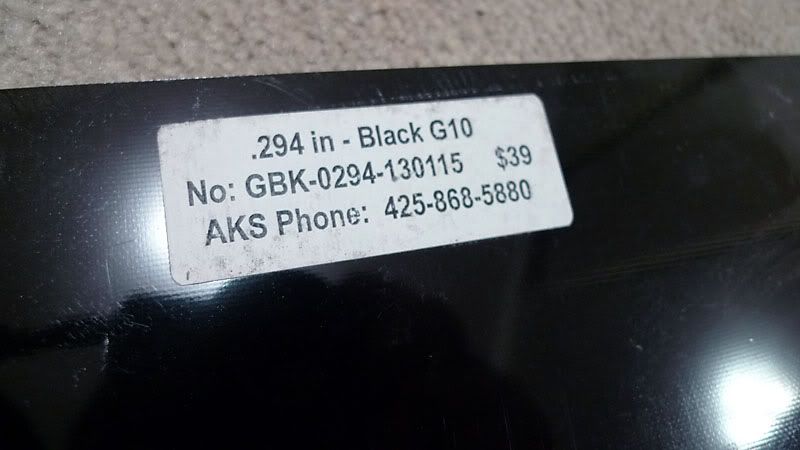 .294 in - Black G10
No: GBK-0294-130115 $39
AKS Phone: 425-868-5880